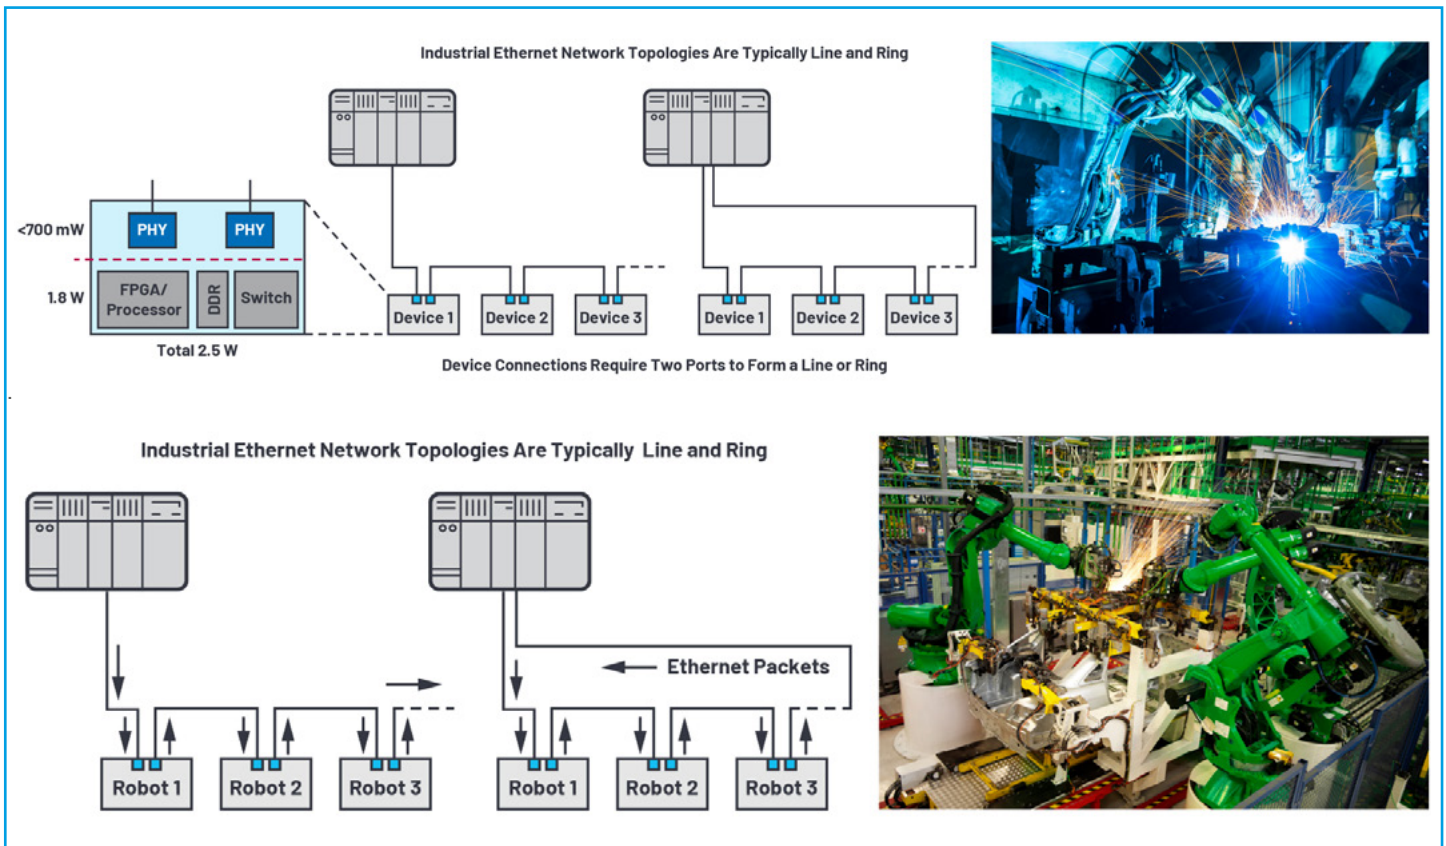 Industrial Ethernet Network Topologies Are Typically Line and Ring
<700 mW
PHY
PHY
1.8 W
FPGA/
Processor
DDR
Switch
Total 2.5 W
Device 1
Device 2
Device 3
Device 1
Device 2
Device 3
Device Connections Require Two Ports to Form a Line or Ring
Industrial Ethernet Network Topologies Are Typically Line and Ring
Ethernet Packets
Robot 1
Robot 2
Robot 3
Robot 1
Robot 2
Robot 3